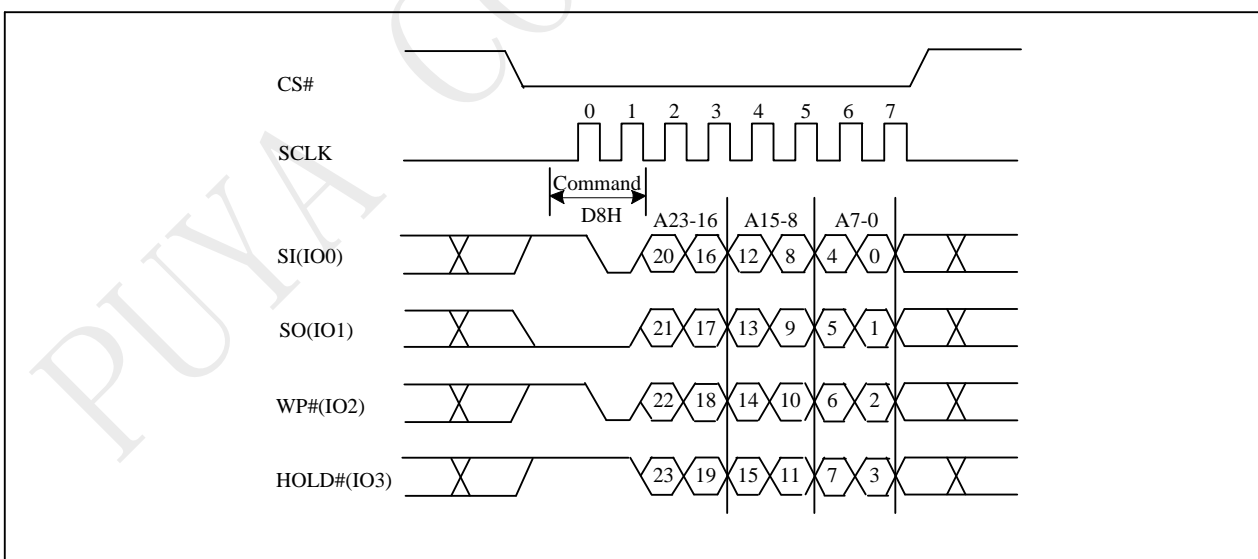 PUYA CO
CS#
0 1 2 3 4 5 6 7
SCLK
Command
D8H
A23-16 A15-8 A7-0
SI(IO0) 20 16 12 8 4 0
SO(IO1) 21 17 13 9 5 1
WP#(IO2) 22 18 14 10 6 2
HOLD#(IO3) 23 19 15 11 7 3